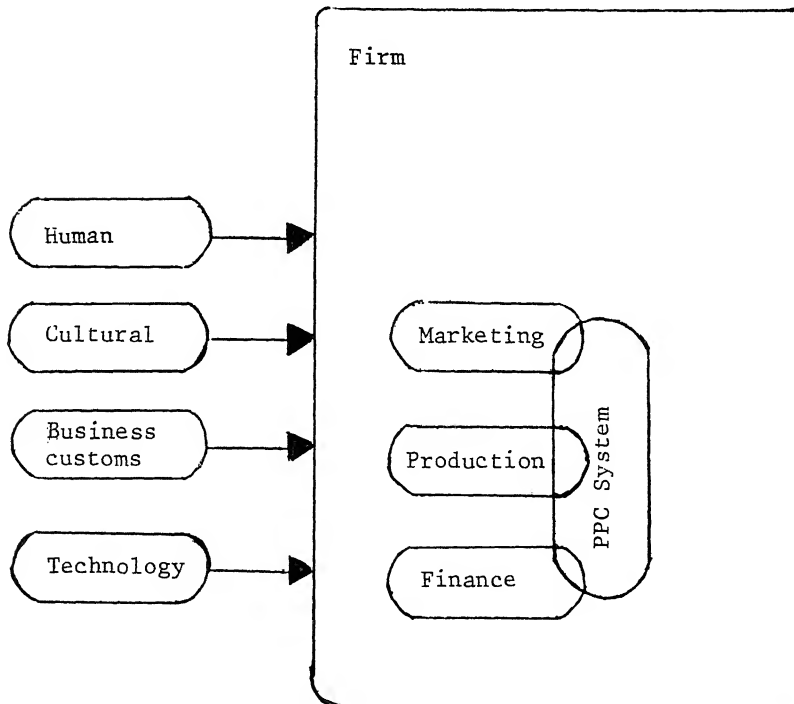 Firm
Human
Cultural
Business
customs
Technology
Marketing
Production
Finance
PPC System